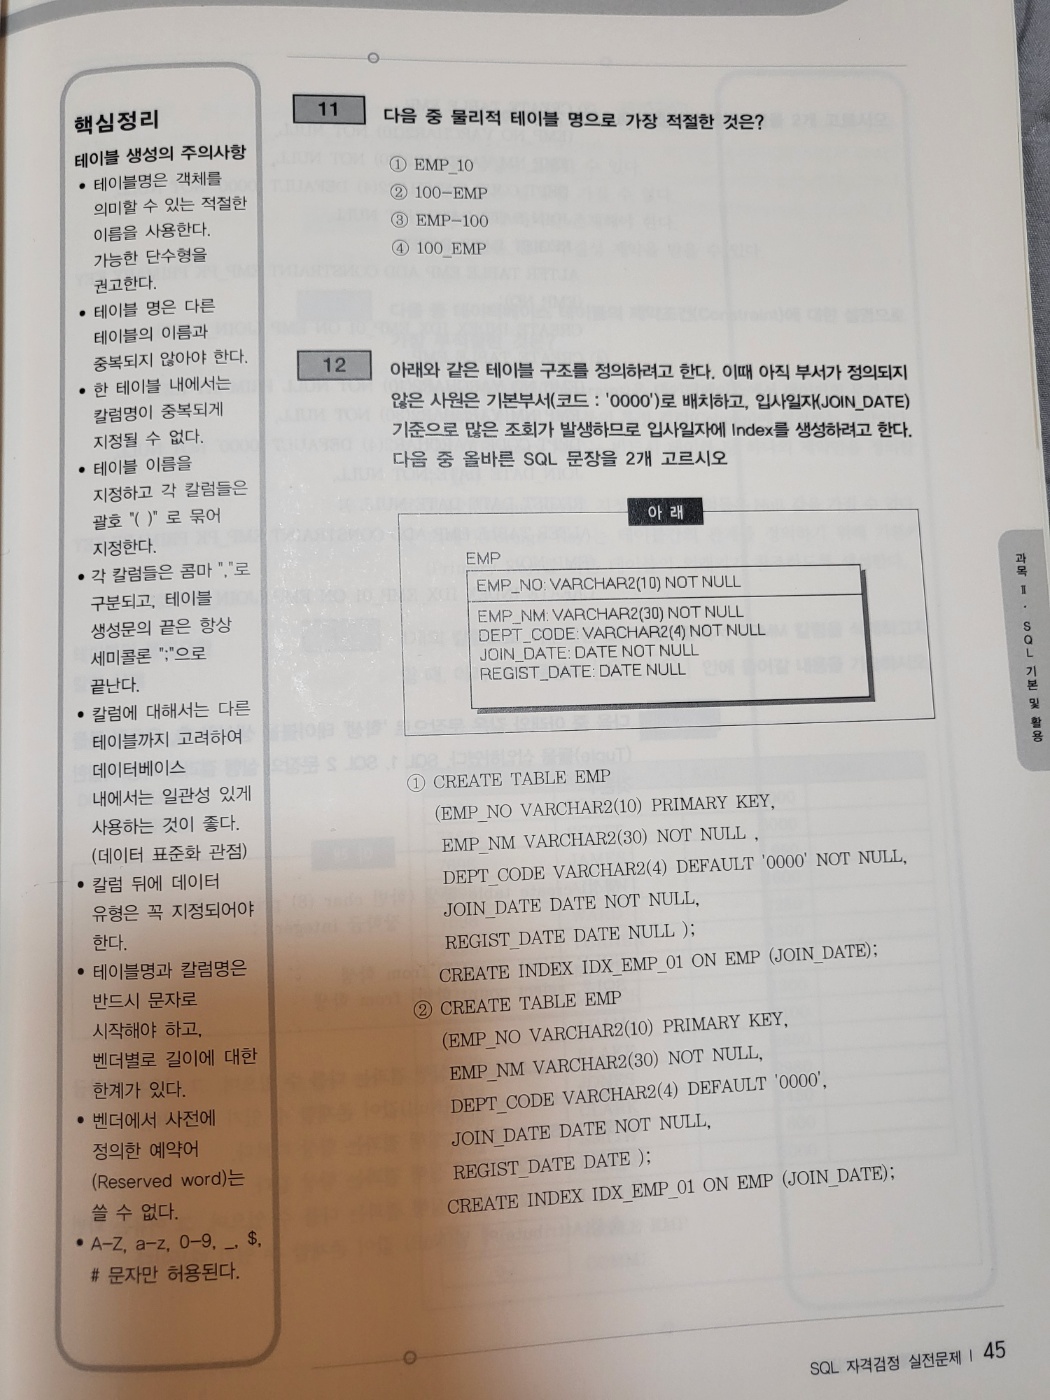 핵심정리
테이블 생성의 주의사항
• 테이블명은 객체를
의미할 수 있는 적절한
이름을 사용한다.
가능한 단수형을
권고한다.
• 테이블 명은 다른
테이블의 이름과
중복되지 않아야 한다.
• 한 테이블 내에서는
칼럼명이 중복되게
지정될 수 없다.
• 테이블 이름을
지정하고 각 칼럼들은
괄호 "( )" 로 묶어
지정한다.
• 각 칼럼들은 콤마 ","로
구분되고, 테이블
생성문의 끝은 항상
세미콜론 ";"으로
끝난다.
• 칼럼에 대해서는 다른
테이블까지 고려하여
데이터베이스
내에서는 일관성 있게
사용하는 것이 좋다.
(데이터 표준화 관점)
• 칼럼 뒤에 데이터
유형은 꼭 지정되어야
한다.
• 테이블명과 칼럼명은
반드시 문자로
시작해야 하고,
벤더별로 길이에 대한
한계가 있다.
• 벤더에서 사전에
정의한 예약어
(Reserved word)는
쓸 수 없다.
• A-Z, a-z, 0-9, _, $,
# 문자만 허용된다.
11 다음 중 물리적 테이블 명으로 가장 적절한 것은?
① EMP_10
② 100-EMP
③ EMP-100
④ 100_EMP
12 아래와 같은 테이블 구조를 정의하려고 한다. 이때 아직 부서가 정의되지
않은 사원은 기본부서(코드 : '0000')로 배치하고, 입사일자(JOIN_DATE)
기준으로 많은 조회가 발생하므로 입사일자에 Index를 생성하려고 한다.
다음 중 올바른 SQL 문장을 2개 고르시오
아 래
EMP
EMP_NO: VARCHAR2(10) NOT NULL
EMP_NM: VARCHAR2(30) NOT NULL
DEPT_CODE: VARCHAR2(4) NOT NULL
JOIN_DATE: DATE NOT NULL
REGIST_DATE: DATE NULL
① CREATE TABLE EMP
(EMP_NO VARCHAR2(10) PRIMARY KEY,
EMP_NM VARCHAR2(30) NOT NULL ,
DEPT_CODE VARCHAR2(4) DEFAULT '0000' NOT NULL,
JOIN_DATE DATE NOT NULL,
REGIST_DATE DATE NULL );
CREATE INDEX IDX_EMP_01 ON EMP (JOIN_DATE);
② CREATE TABLE EMP
(EMP_NO VARCHAR2(10) PRIMARY KEY,
EMP_NM VARCHAR2(30) NOT NULL,
DEPT_CODE VARCHAR2(4) DEFAULT '0000',
JOIN_DATE DATE NOT NULL,
REGIST_DATE DATE );
CREATE INDEX IDX_EMP_01 ON EMP (JOIN_DATE);
과목 Ⅱ · SQL 기본 및 활용
SQL 자격검정 실전문제 | 45